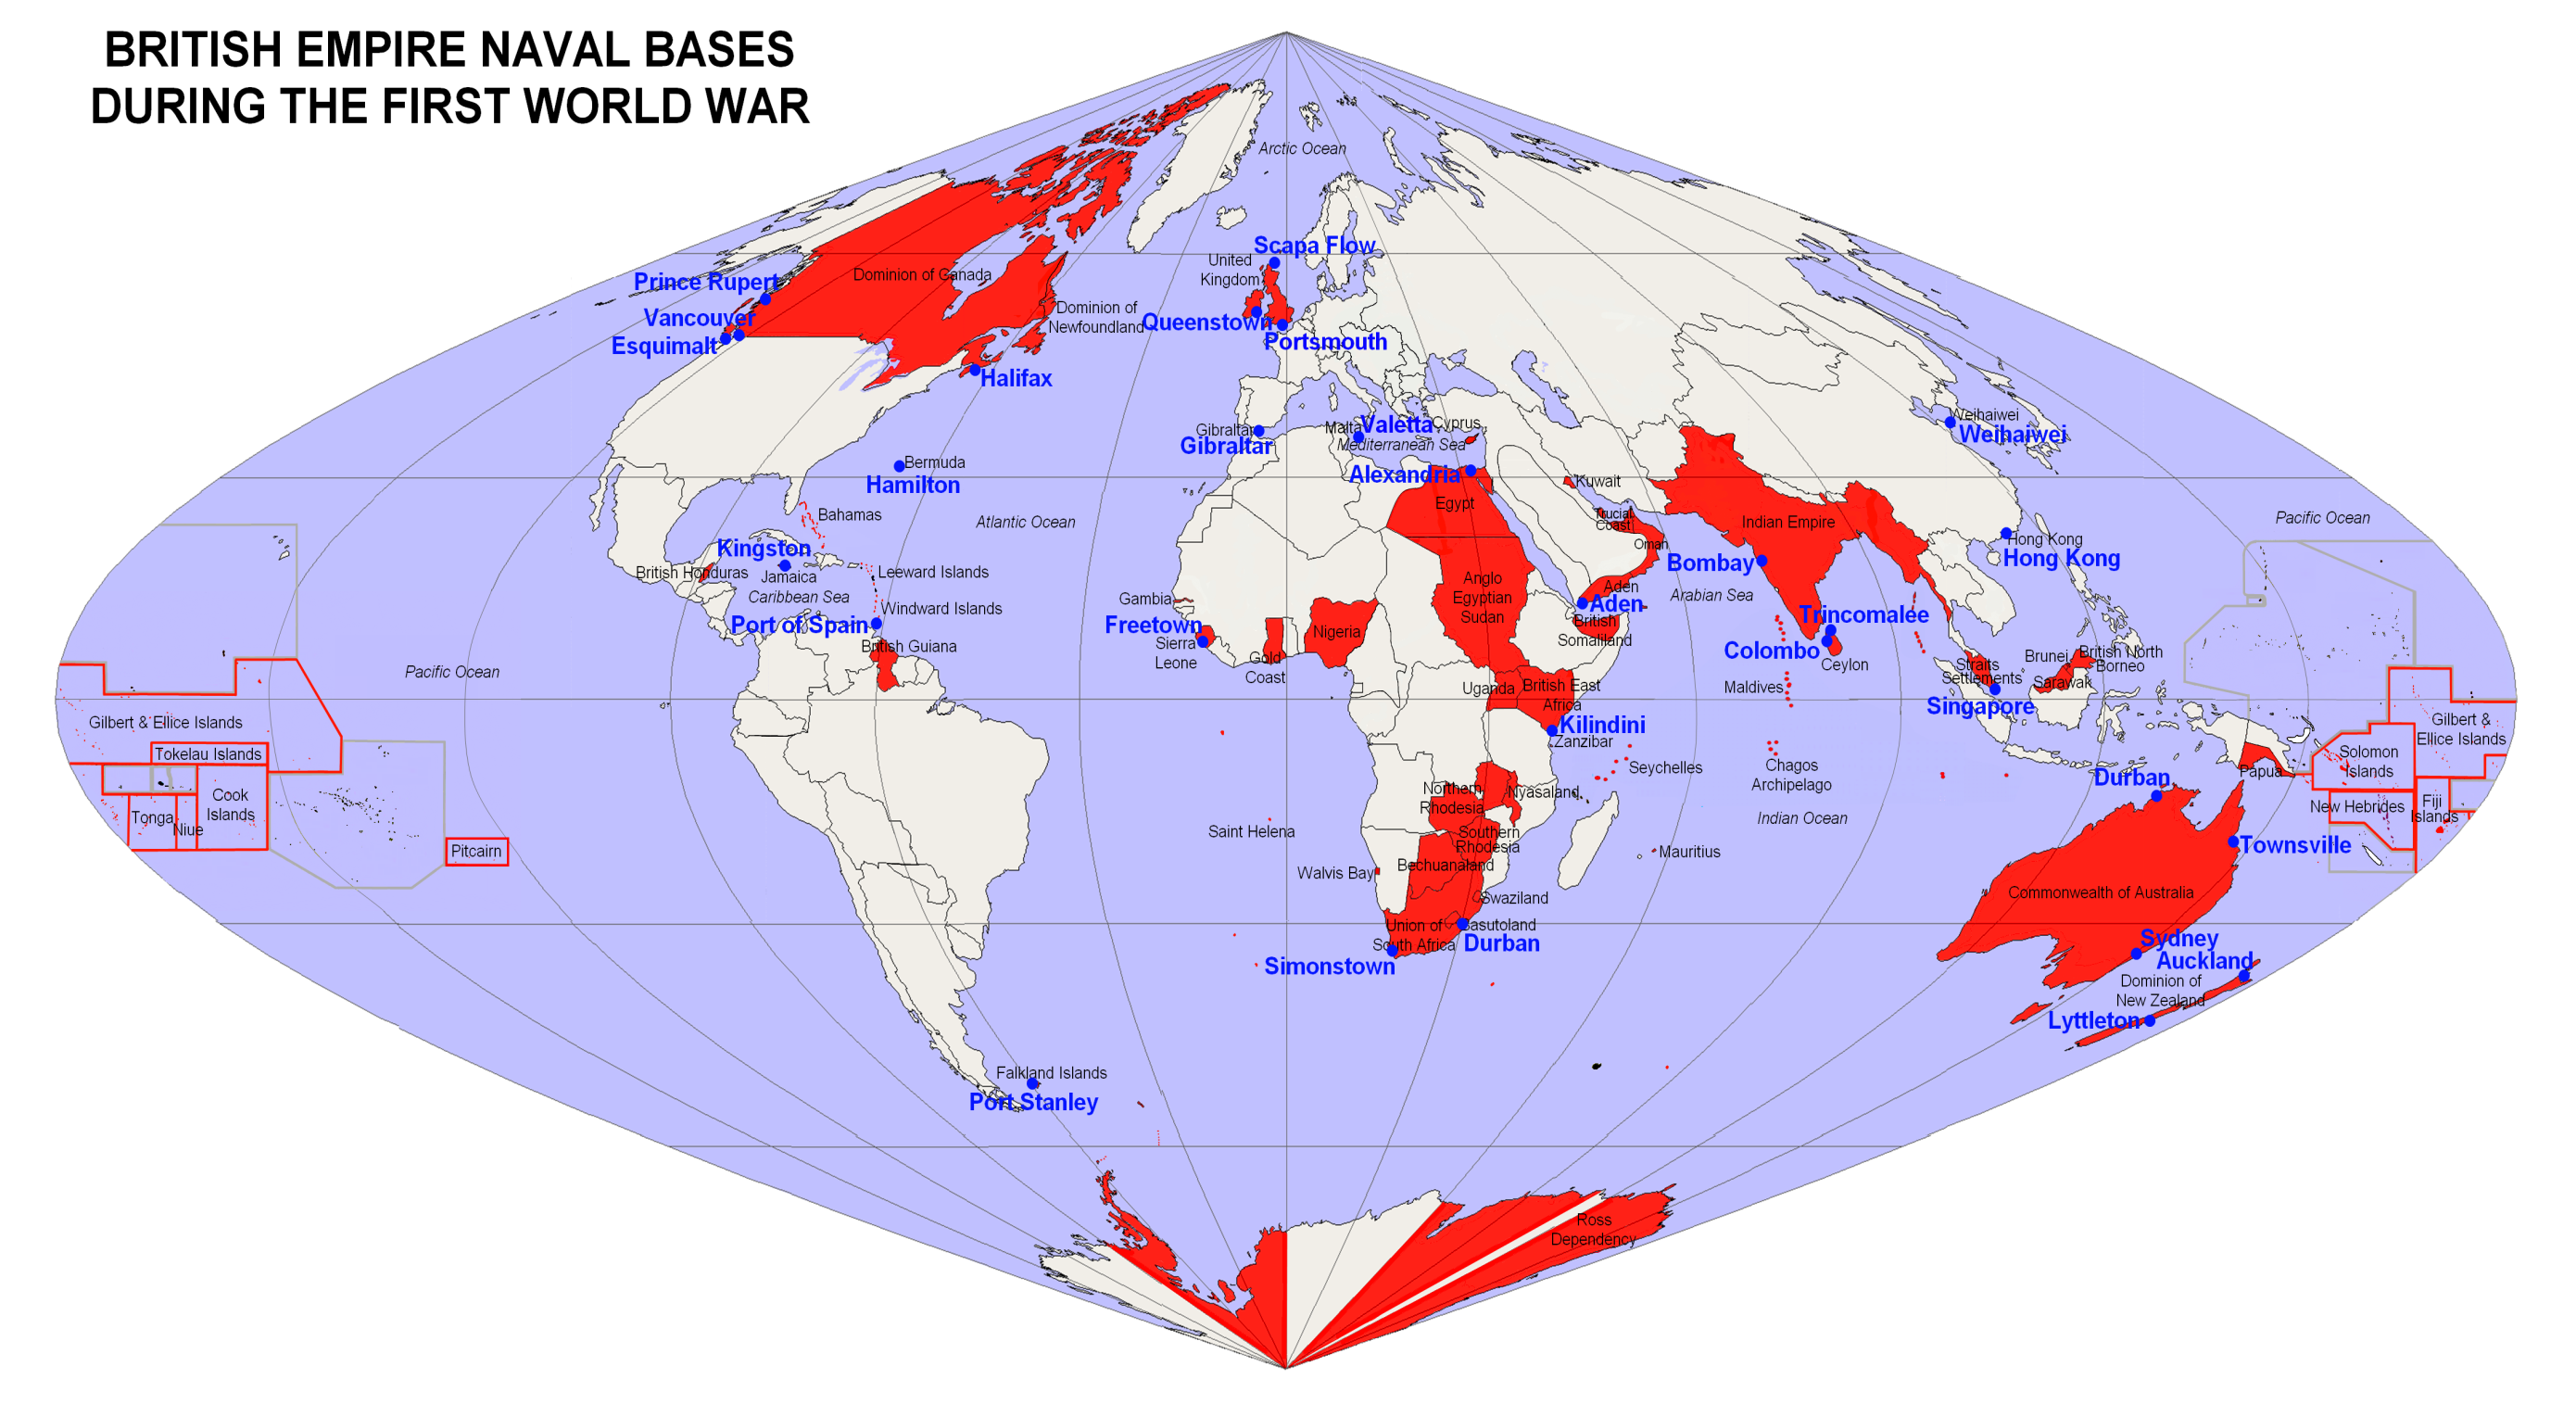 BRITISH EMPIRE NAVAL BASES
DURING THE FIRST WORLD WAR
Arctic Ocean
Scapa Flow
United
Kingdom
Prince Rupert
Dominion of Canada
Vancouver
Esquimalt
Dominion of
Newfoundland
Queenstown
Portsmouth
Halifax
Gibraltar
Gibraltar
Malta
Valetta
Cyprus
Mediterranean Sea
Weihaiwei
Weihaiwei
Bermuda
Hamilton
Alexandria
Egypt
Kuwait
Bahamas
Atlantic Ocean
Trucial
Coast
Oman
Indian Empire
Pacific Ocean
Hong Kong
Hong Kong
Kingston
Jamaica
British Honduras
Caribbean Sea
Leeward Islands
Windward Islands
Port of Spain
British Guiana
Gambia
Freetown
Sierra
Leone
Gold
Coast
Nigeria
Anglo
Egyptian
Sudan
Aden
Aden
British
Somaliland
Bombay
Arabian Sea
Trincomalee
Colombo
Ceylon
Maldives
Straits
Settlements
Singapore
Brunei
British North
Borneo
Sarawak
Pacific Ocean
Uganda
British East
Africa
Kilindini
Zanzibar
Gilbert & Ellice Islands
Tokelau Islands
Cook
Islands
Tonga
Niue
Pitcairn
Seychelles
Chagos
Archipelago
Indian Ocean
Gilbert &
Ellice Islands
Solomon
Islands
Papua
New Hebrides
Fiji
Islands
Durban
Townsville
Northern
Rhodesia
Nyasaland
Southern
Rhodesia
Saint Helena
Mauritius
Walvis Bay
Bechuanaland
Swaziland
Commonwealth of Australia
Union of
South Africa
Basutoland
Durban
Simonstown
Sydney
Auckland
Dominion of
New Zealand
Lyttleton
Falkland Islands
Port Stanley
Ross
Dependency